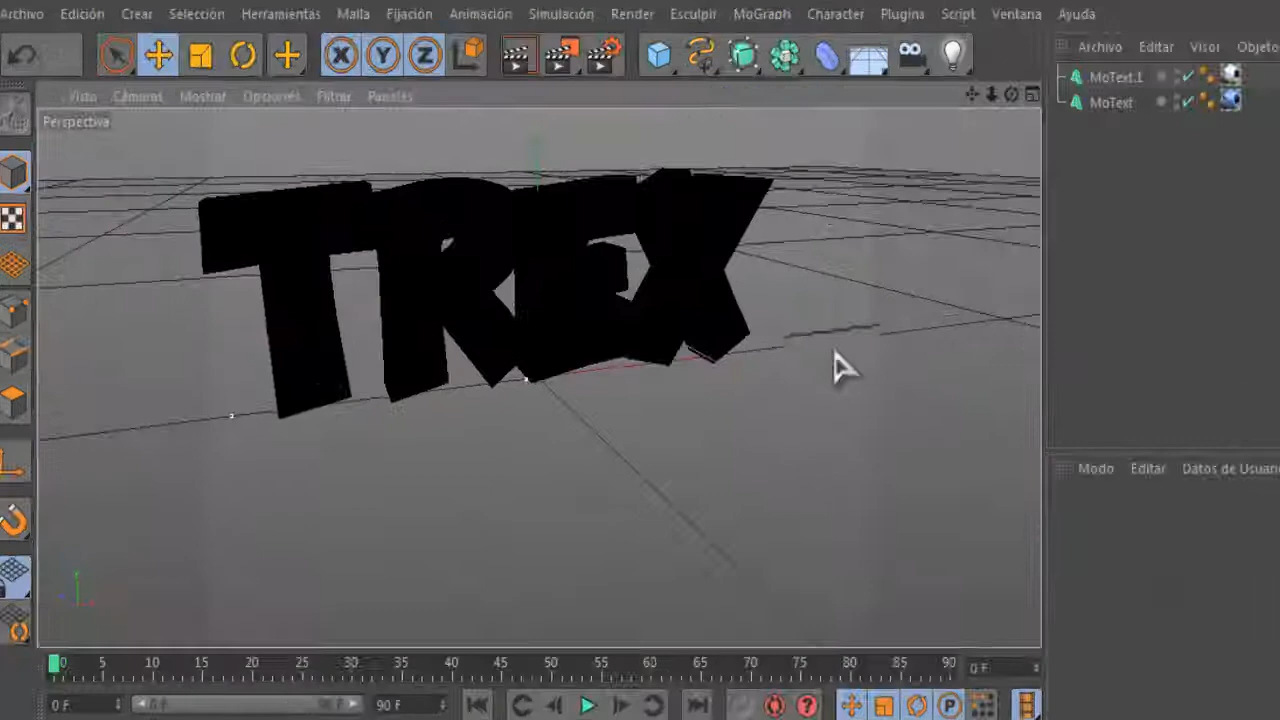 Archivo Edición Crear Selección Herramientas Malla Fijación Animación Simulación Render Esculpir MoGraph Character Plugins Script Ventana Ayuda
Archivo Editar Visor Objeto
X Y Z
Vista Cámaras Mostrar Opciones Filtrar Paneles
MoText.1
MoText
Perspectiva
TREX
Modo Editar Datos de Usuari
0 5 10 15 20 25 30 35 40 45 50 55 60 65 70 75 80 85 90 0 F
0 F 0 F 90 F ? P